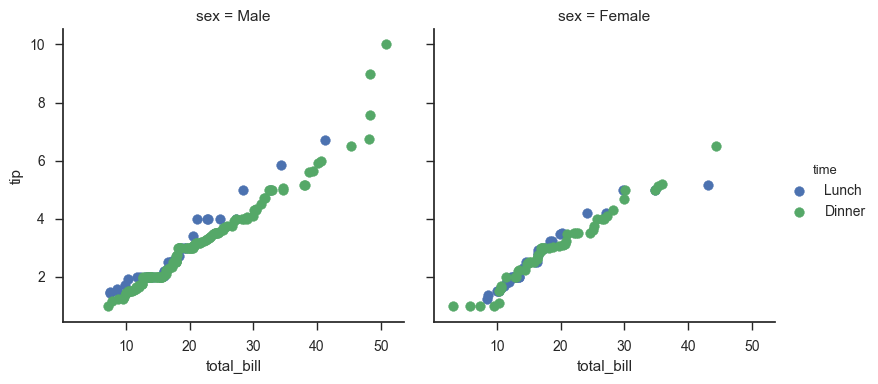 sex = Male
sex = Female
10
8
6
4
2
tip
10 20 30 40 50
10 20 30 40 50
total_bill
total_bill
time
Lunch
Dinner